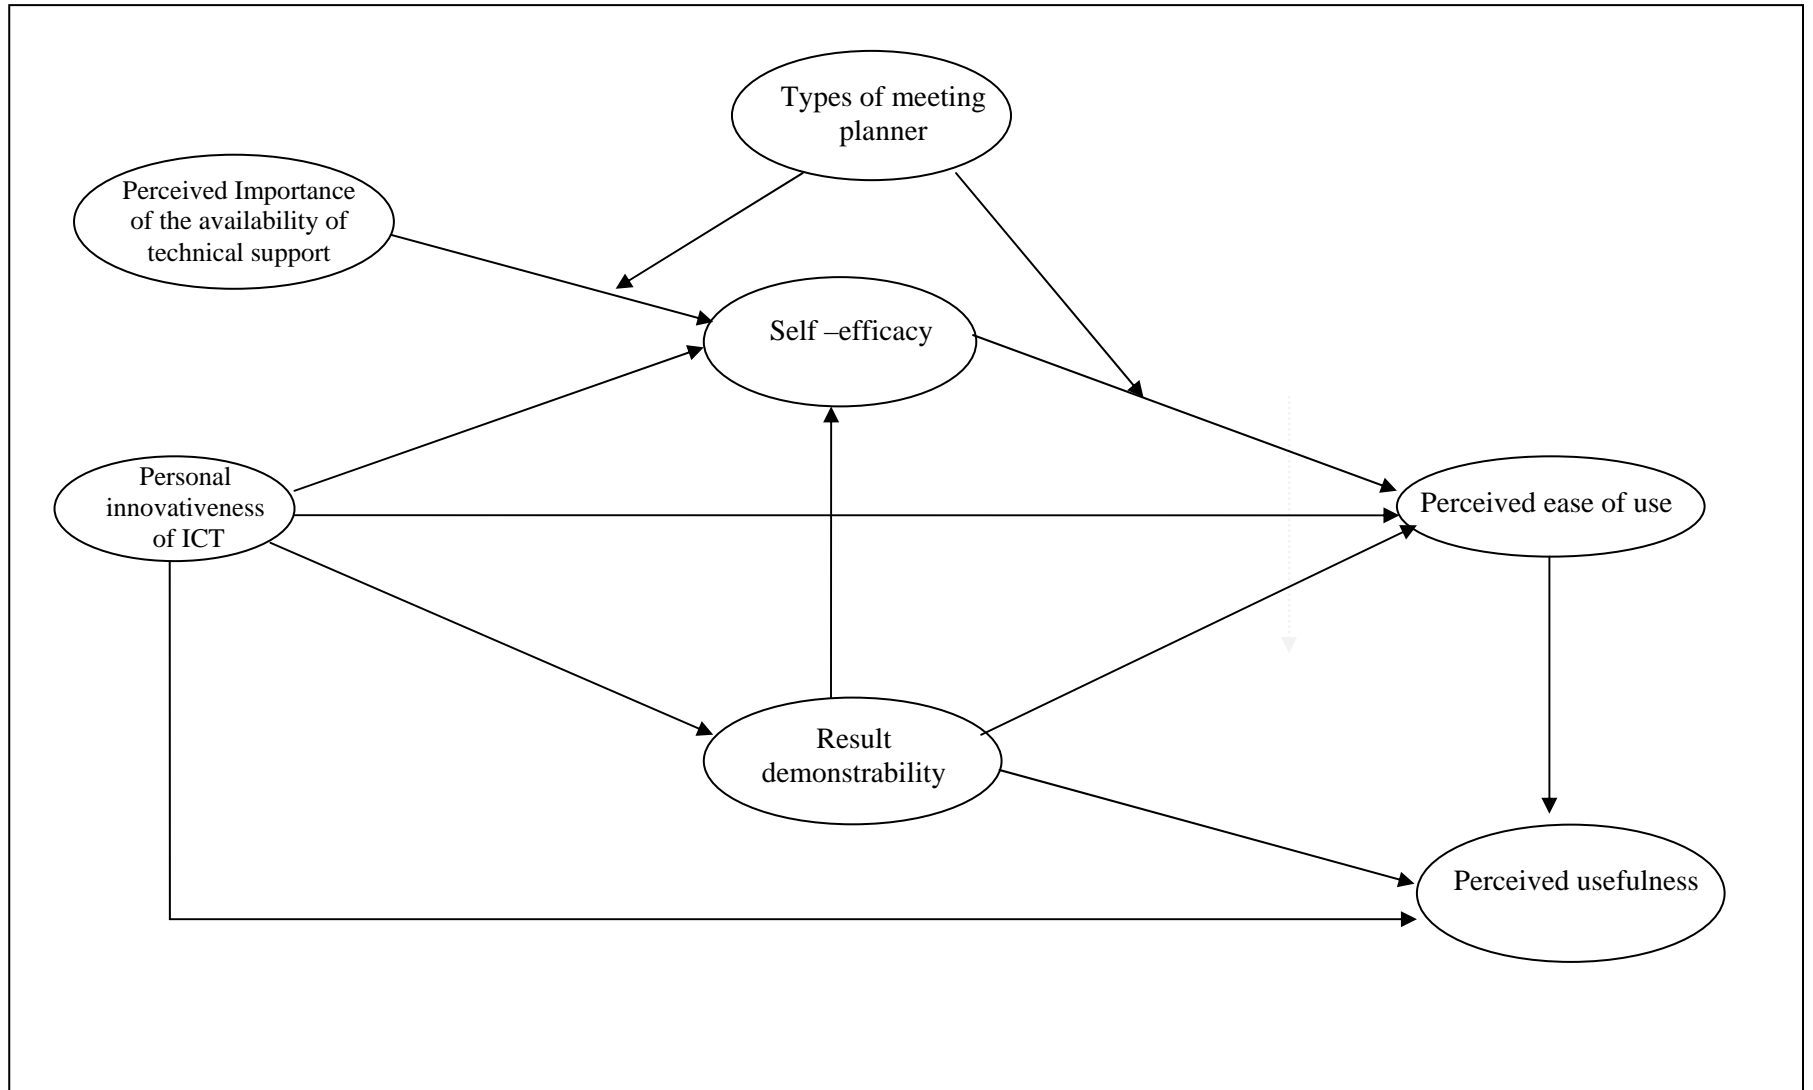 Types of meeting
planner
Perceived Importance
of the availability of
technical support
Self –efficacy
Personal
innovativeness
of ICT
Perceived ease of use
Result
demonstrability
Perceived usefulness